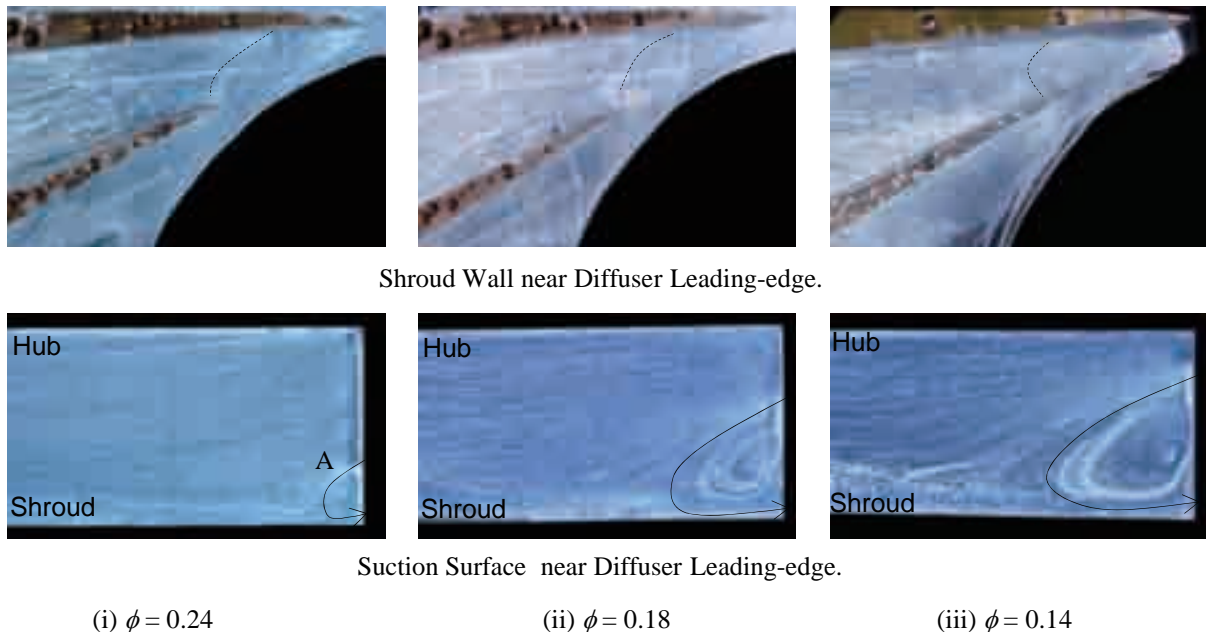 Shroud Wall near Diffuser Leading-edge.
Hub
Hub
Hub
A
Shroud
Shroud
Shroud
Suction Surface near Diffuser Leading-edge.
(i) ϕ = 0.24
(ii) ϕ = 0.18
(iii) ϕ = 0.14